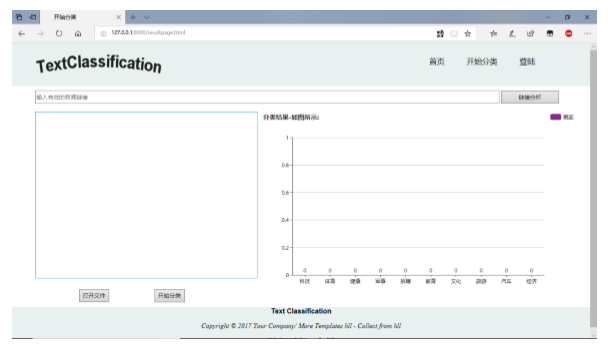 开始分类
127.0.0.1:8000/resultpage.html
TextClassification
首页 开始分类 登陆
输入有效的新闻链接
链接分析
分类结果-如图所示:
概率
1
0.8
0.6
0.4
0.2
0
0 0 0 0 0 0 0 0 0 0
科技 体育 健康 军事 招聘 教育 文化 旅游 汽车 经济
打开文件 开始分类
Text Classification
Copyright © 2017 Your Company/ More Templates hll - Collect from hll